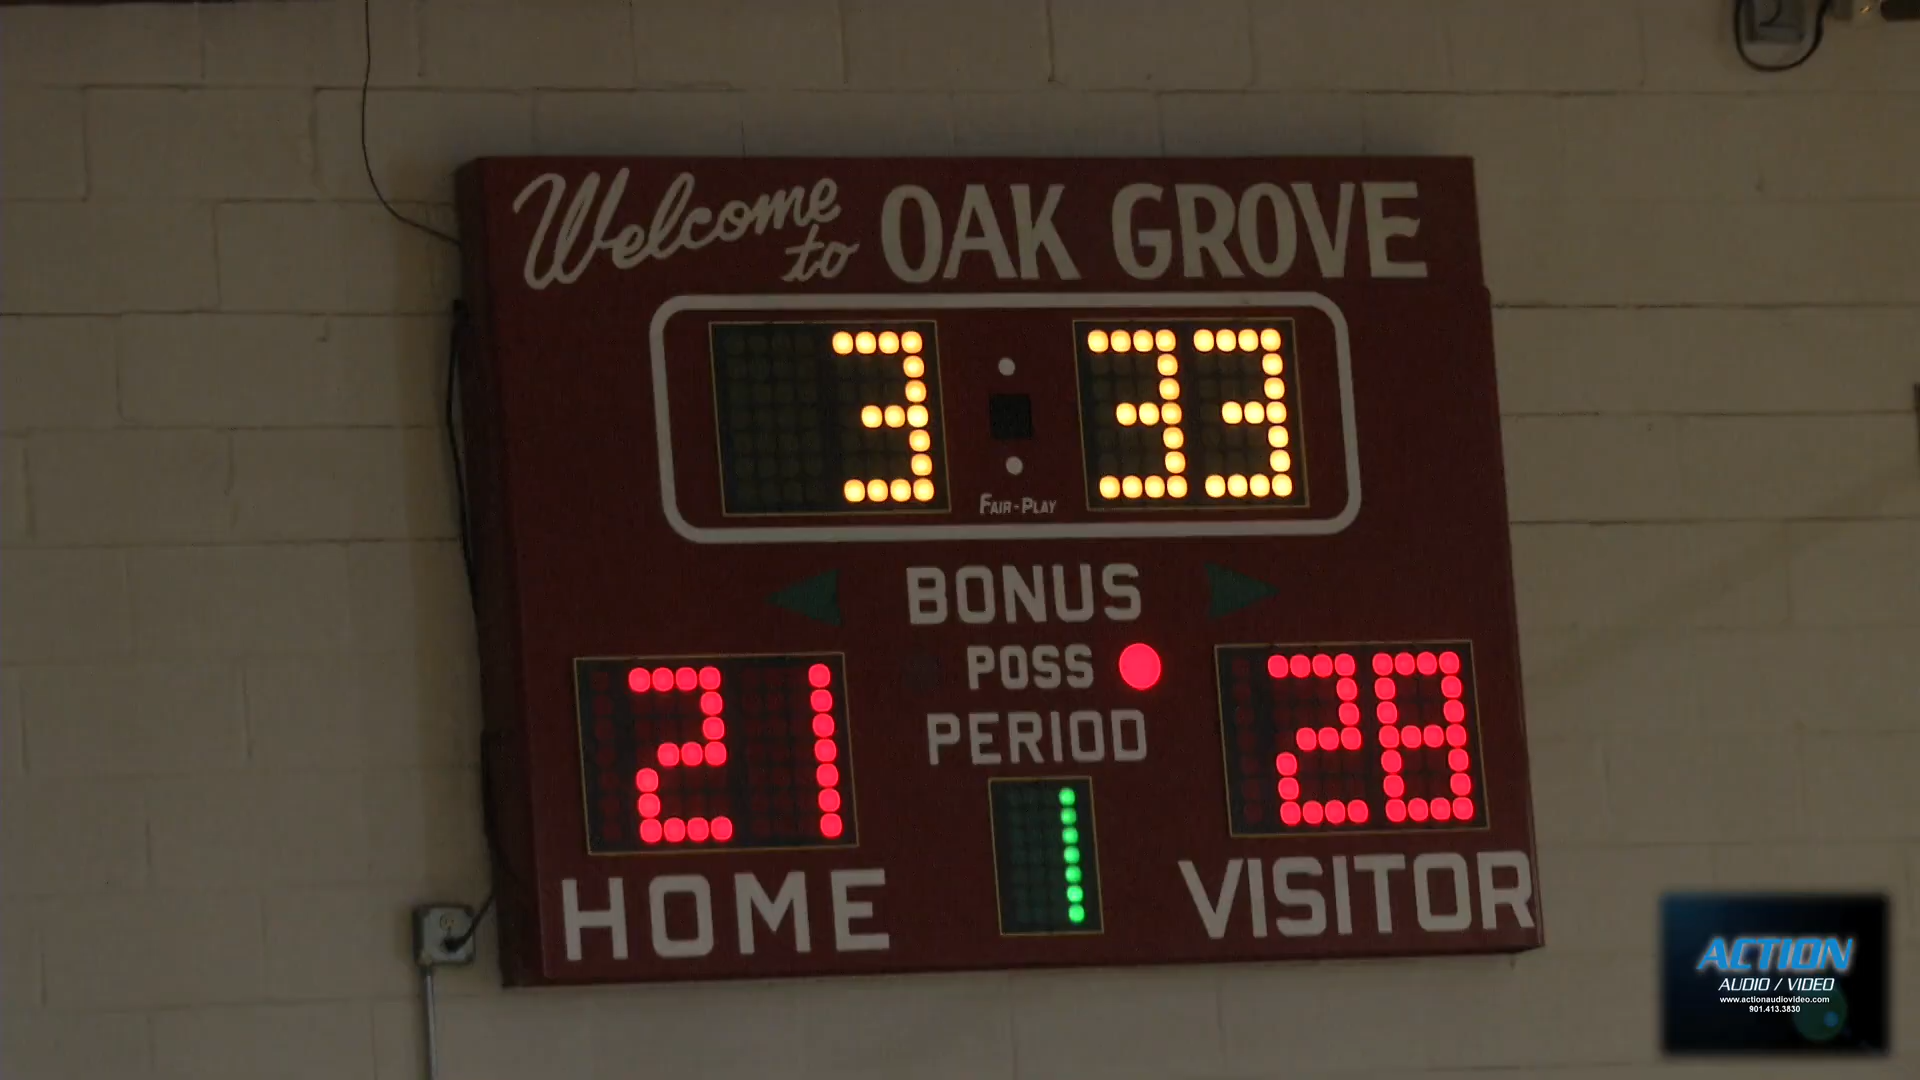 Welcome to OAK GROVE
3 : 33
FAIR-PLAY
BONUS
POSS
PERIOD
21 1 28
HOME VISITOR
ACTION
AUDIO / VIDEO
www.actionaudiovideo.com
901.413.3830